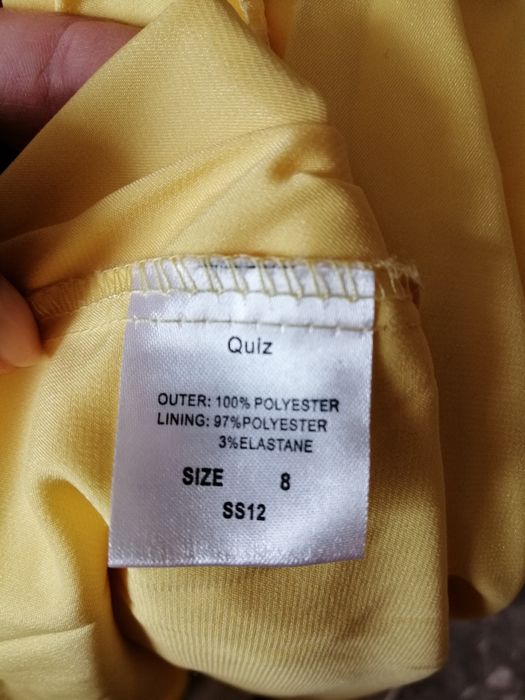 Quiz
OUTER: 100% POLYESTER
LINING: 97%POLYESTER
3%ELASTANE
SIZE 8
SS12